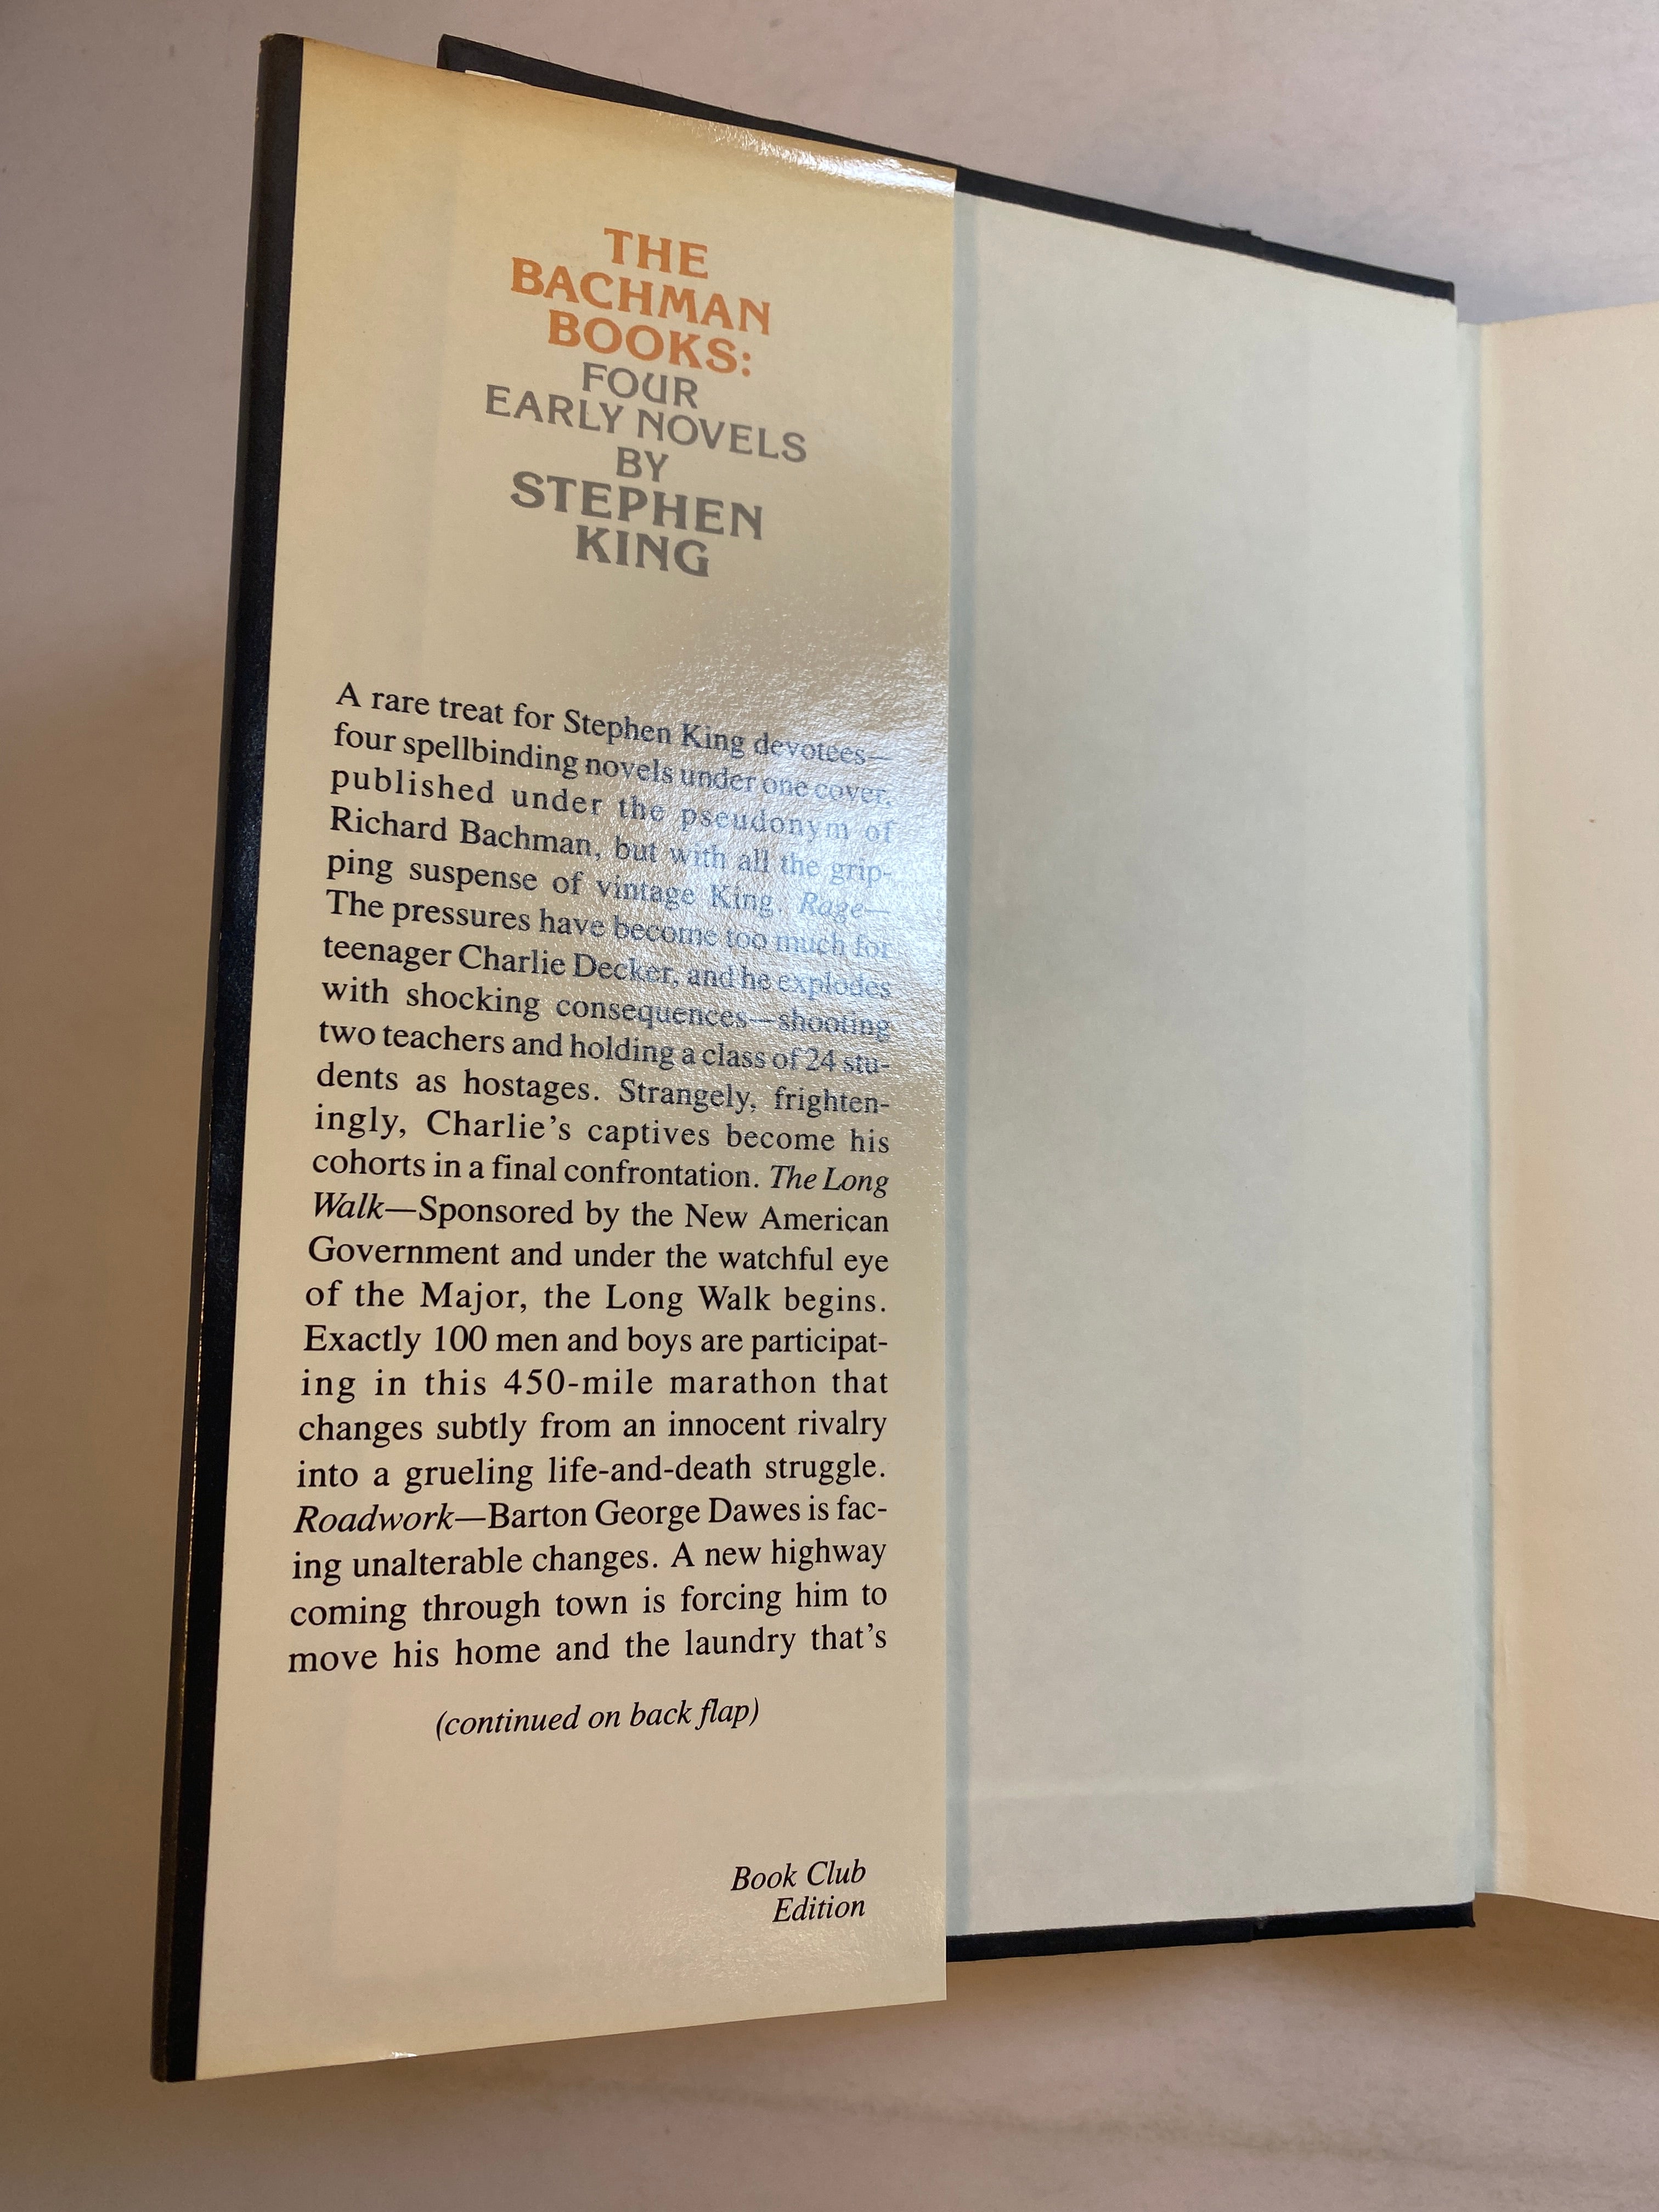 THE
BACHMAN
BOOKS:
FOUR
EARLY NOVELS
BY
STEPHEN
KING
A rare treat for Stephen King devotees—
four spellbinding novels under one cover.
published under the pseudonym of
Richard Bachman, but with all the grip-
ping suspense of vintage King. Rage—
The pressures have become too much for
teenager Charlie Decker, and he explodes
with shocking consequences—shooting
two teachers and holding a class of 24 stu-
dents as hostages. Strangely, frighten-
ingly, Charlie's captives become his
cohorts in a final confrontation. The Long
Walk—Sponsored by the New American
Government and under the watchful eye
of the Major, the Long Walk begins.
Exactly 100 men and boys are participat-
ing in this 450-mile marathon that
changes subtly from an innocent rivalry
into a grueling life-and-death struggle.
Roadwork—Barton George Dawes is fac-
ing unalterable changes. A new highway
coming through town is forcing him to
move his home and the laundry that's
(continued on back flap)
Book Club
Edition